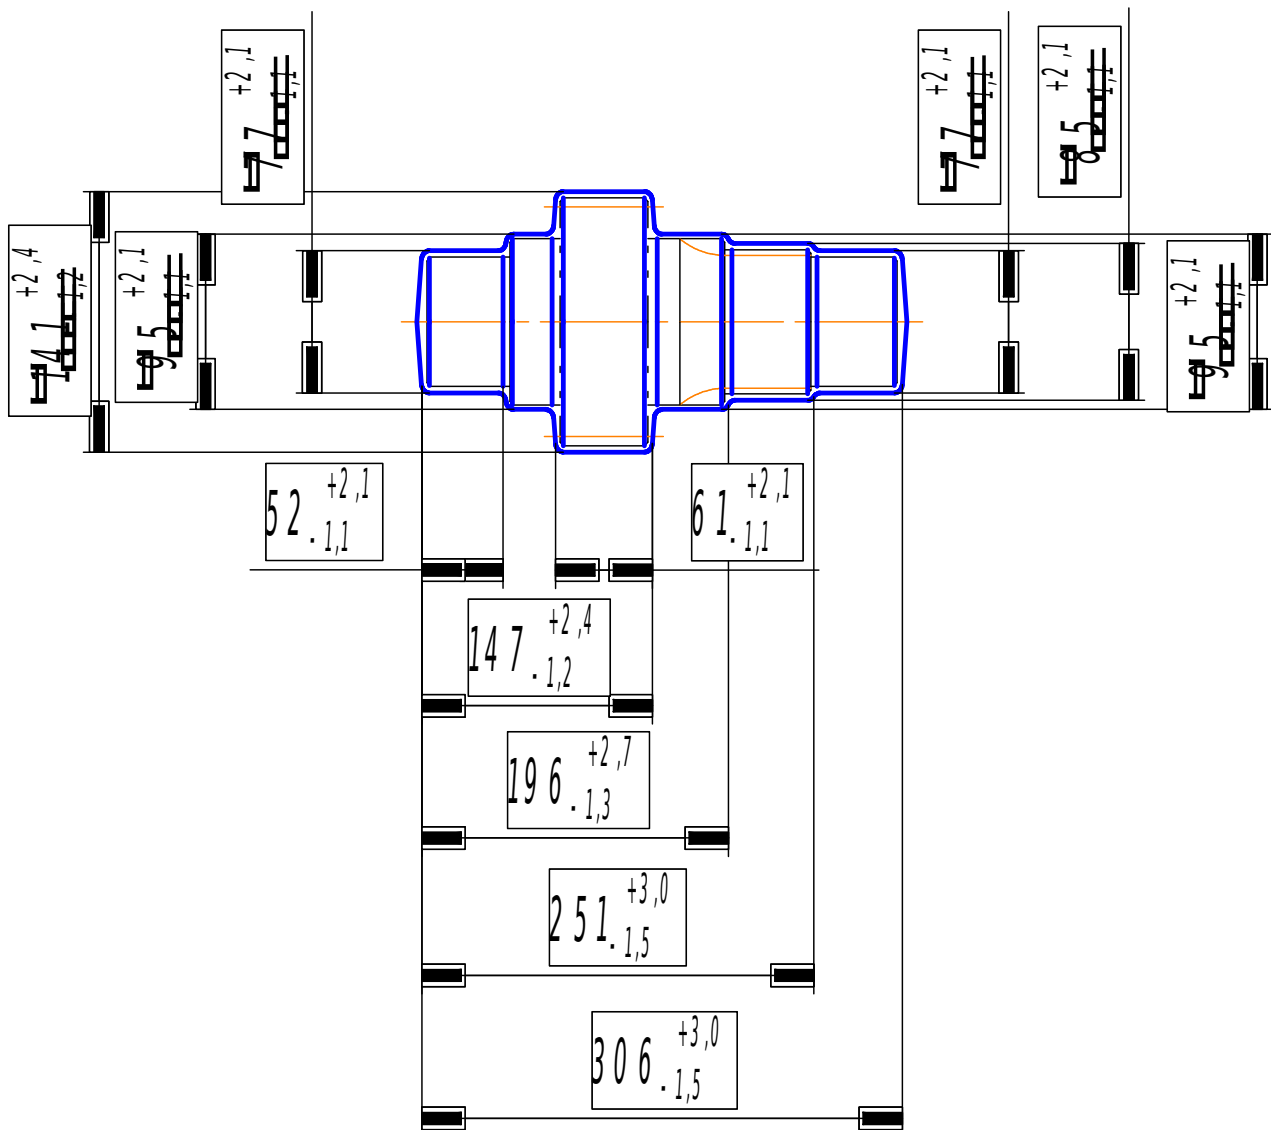 77 +2,1 1,1
77 +2,1 1,1
85 +2,1 1,1
141 +2,4 1,2
95 +2,1 1,1
95 +2,1 1,1
52. +2,1 1,1
61. +2,1 1,1
147. +2,4 1,2
196. +2,7 1,3
251. +3,0 1,5
306. +3,0 1,5